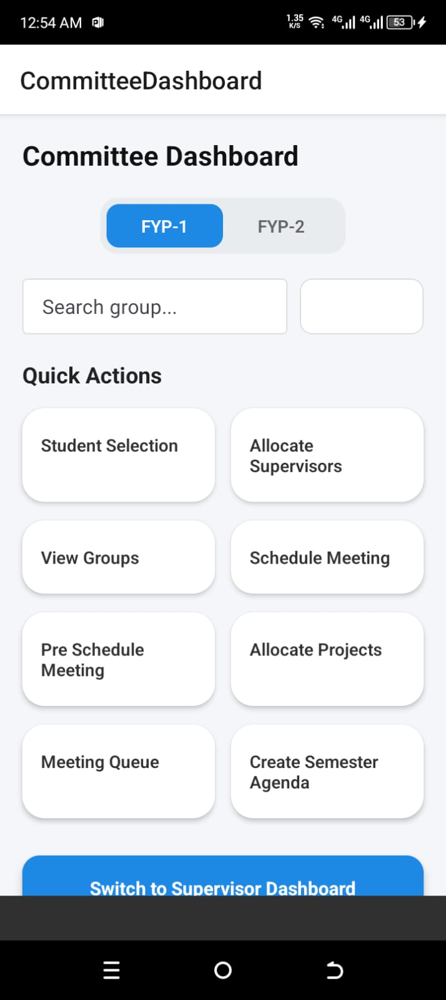 12:54 AM
1.35 K/S 4G 4G 53
CommitteeDashboard
Committee Dashboard
FYP-1 FYP-2
Search group...
Quick Actions
Student Selection
Allocate
Supervisors
View Groups
Schedule Meeting
Pre Schedule
Meeting
Allocate Projects
Meeting Queue
Create Semester
Agenda
Switch to Supervisor Dashboard